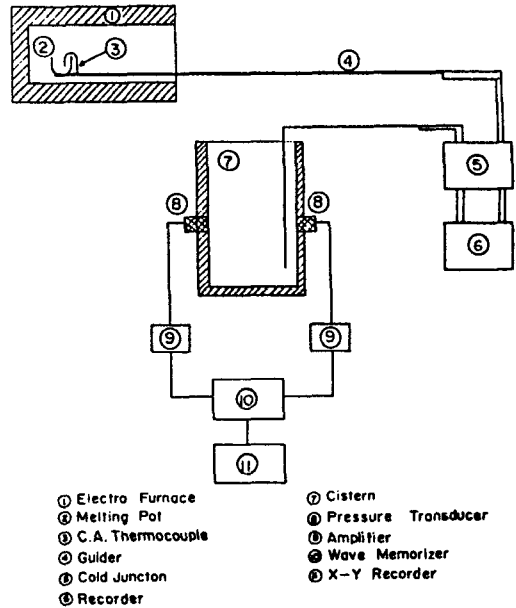 ①
②
③
④
⑤
⑥
⑦
⑧
⑧
⑨
⑨
⑩
⑪
① Electro Furnace
② Melting Pot
③ C.A. Thermocouple
④ Guider
⑤ Cold Juncton
⑥ Recorder
⑦ Cistern
⑧ Pressure Transducer
⑨ Amplifier
⑩ Wave Memorizer
⑪ X-Y Recorder